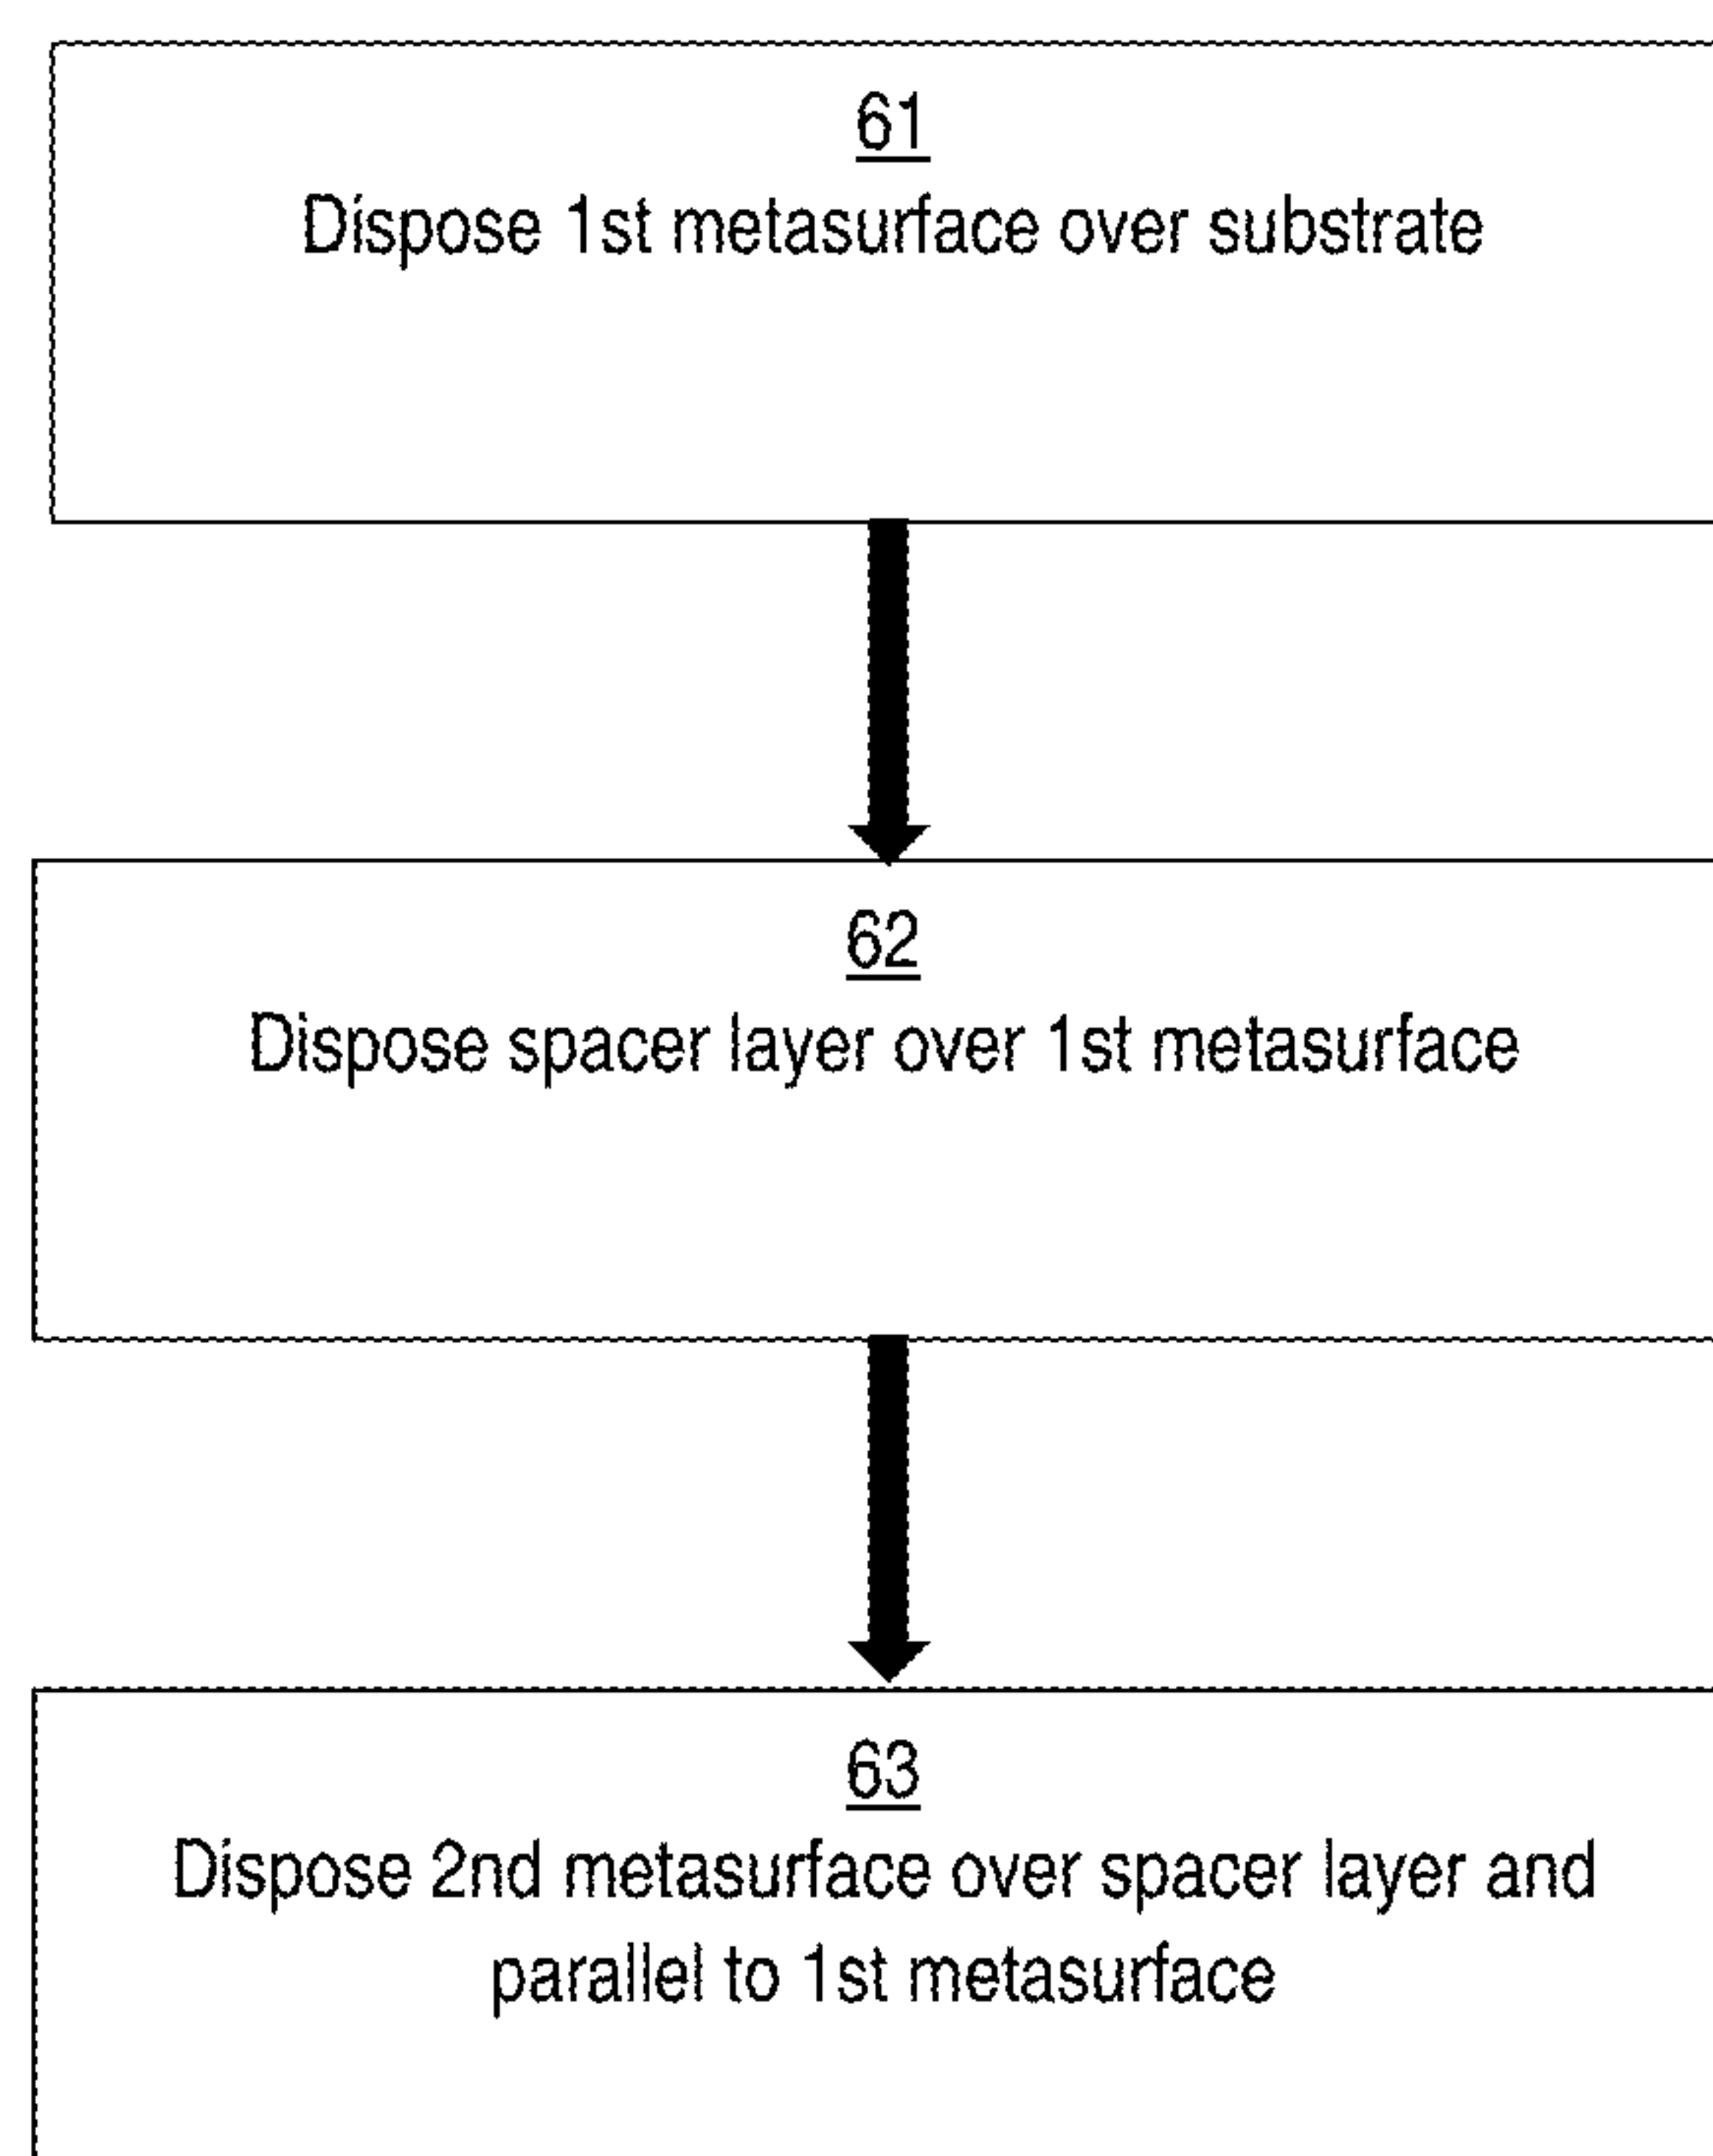 61
Dispose 1st metasurface over substrate
62
Dispose spacer layer over 1st metasurface
63
Dispose 2nd metasurface over spacer layer and
parallel to 1st metasurface